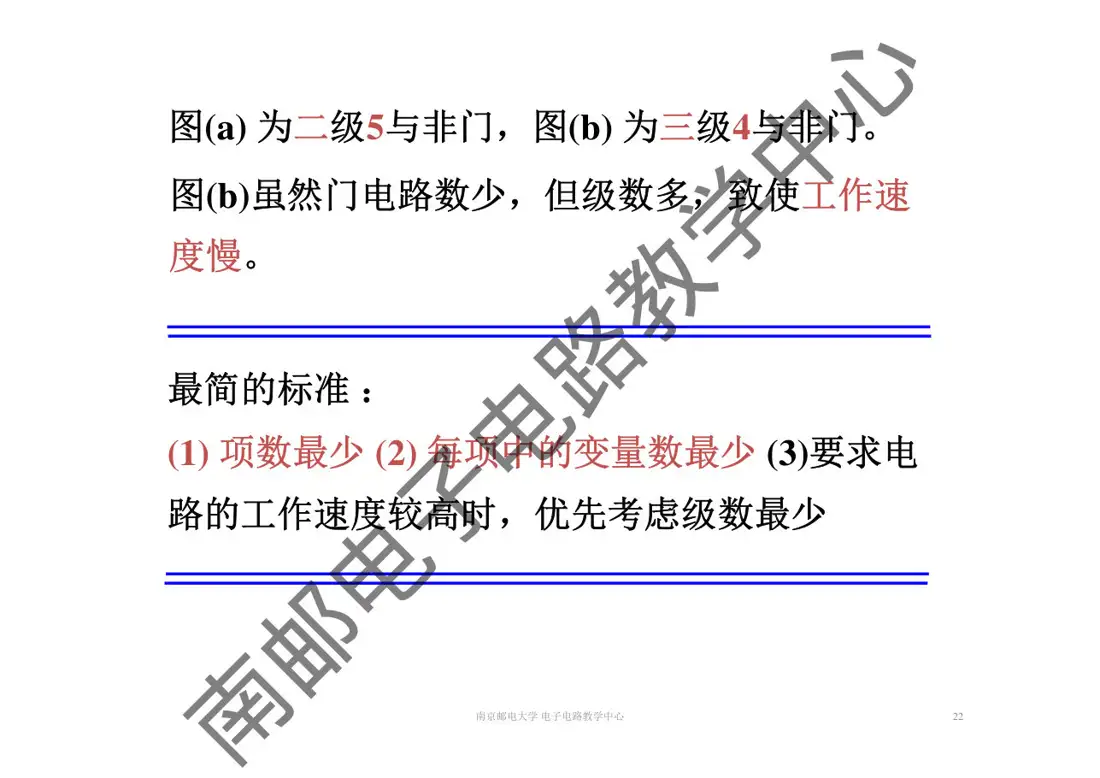 图(a) 为二级5与非门，图(b) 为三级4与非门。
图(b)虽然门电路数少，但级数多，致使工作速
度慢。
最简的标准：
(1) 项数最少 (2) 每项中的变量数最少 (3)要求电
路的工作速度较高时，优先考虑级数最少
南邮电子电路教学中心
南京邮电大学 电子电路教学中心
22